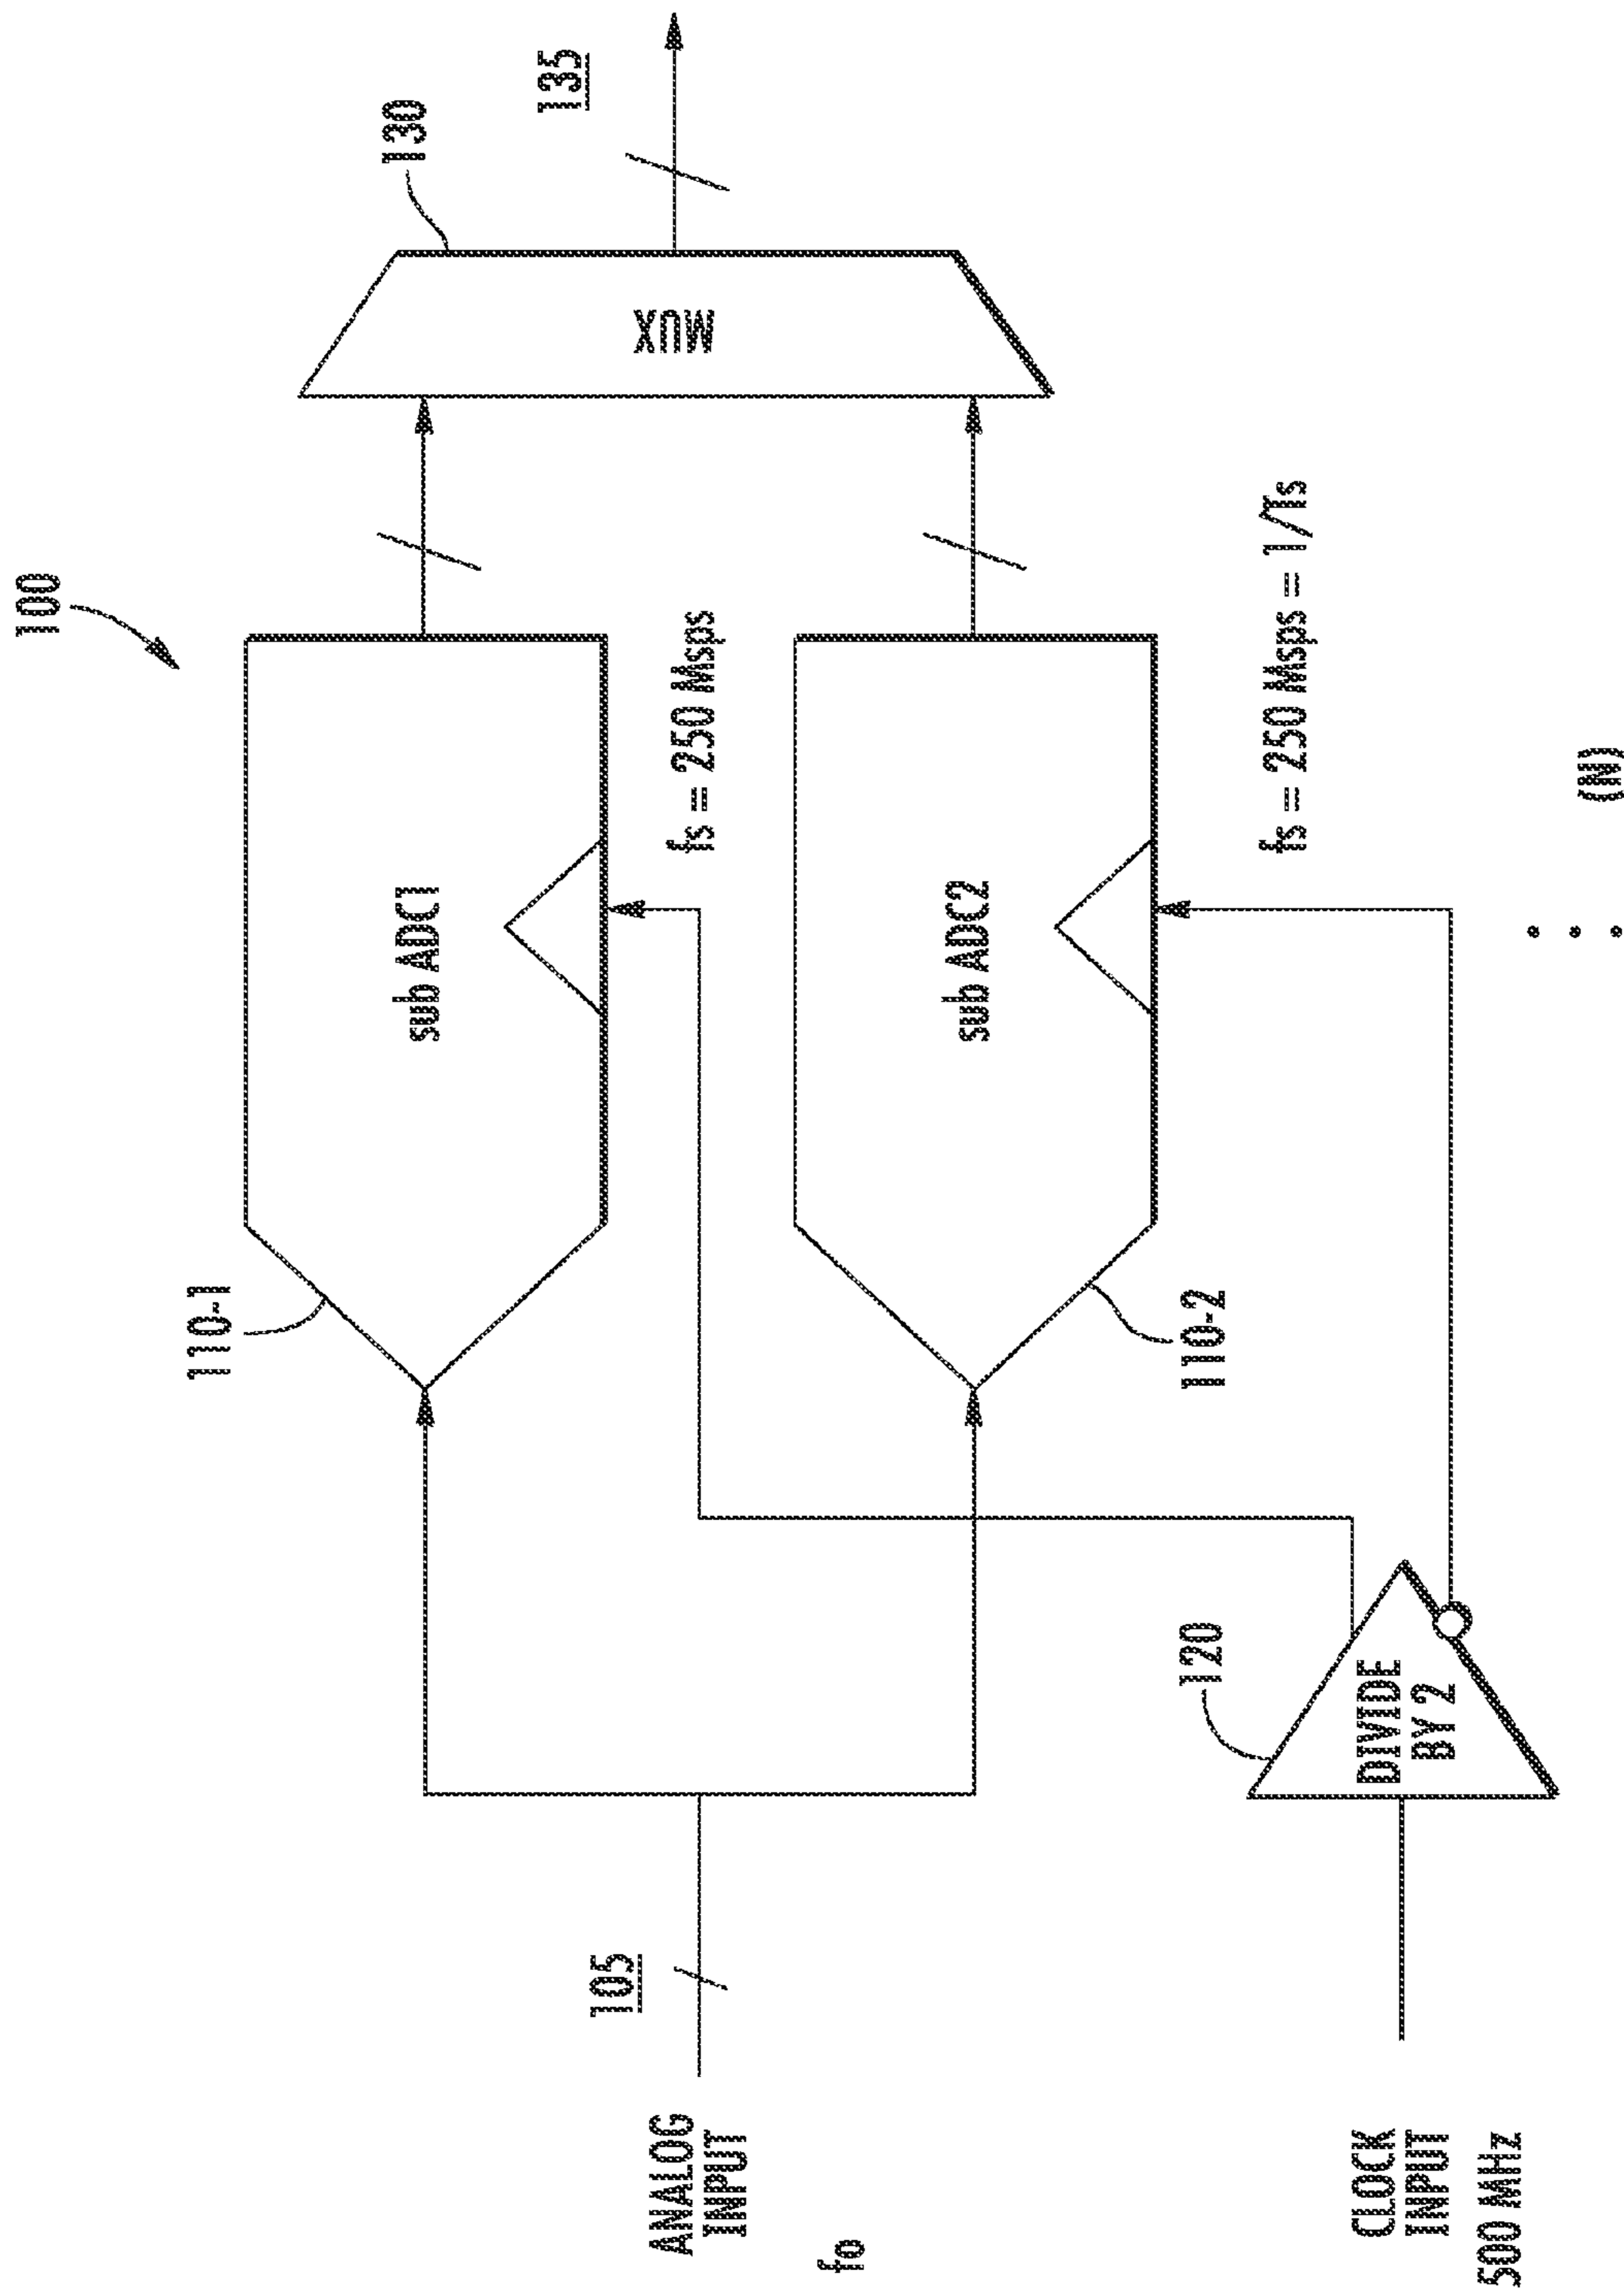 100
110-1
sub ADC1
fs = 250 Msps
130
MUX
135
105
ANALOG
INPUT
fo
sub ADC2
110-2
fs = 250 Msps = 1/Ts
120
DIVIDE
BY 2
CLOCK
INPUT
500 MHz
(N)